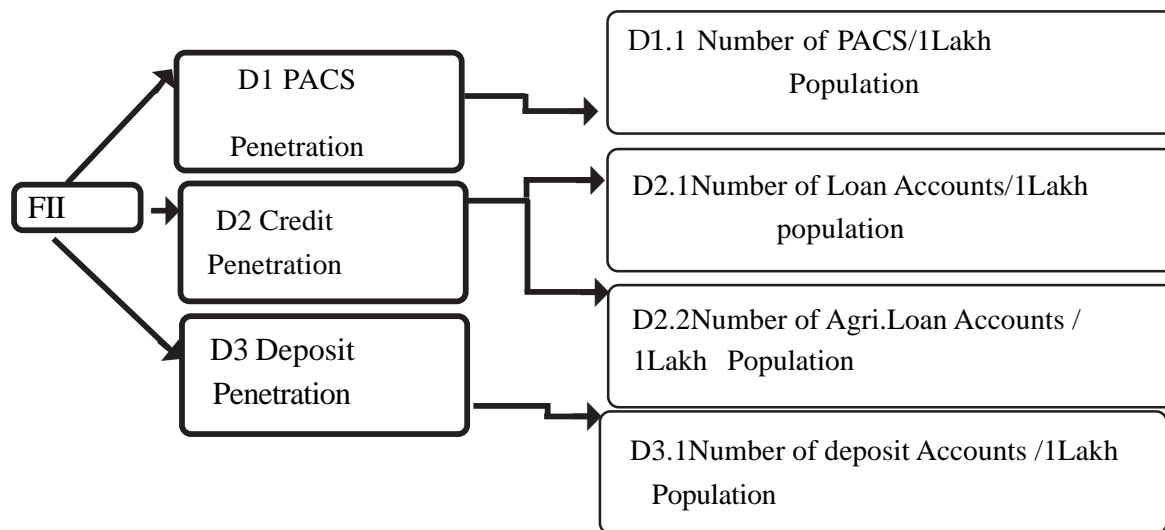 FII
D1 PACS
Penetration
D2 Credit
Penetration
D3 Deposit
Penetration
D1.1 Number of PACS/1Lakh
Population
D2.1Number of Loan Accounts/1Lakh
population
D2.2Number of Agri.Loan Accounts /
1Lakh Population
D3.1Number of deposit Accounts /1Lakh
Population